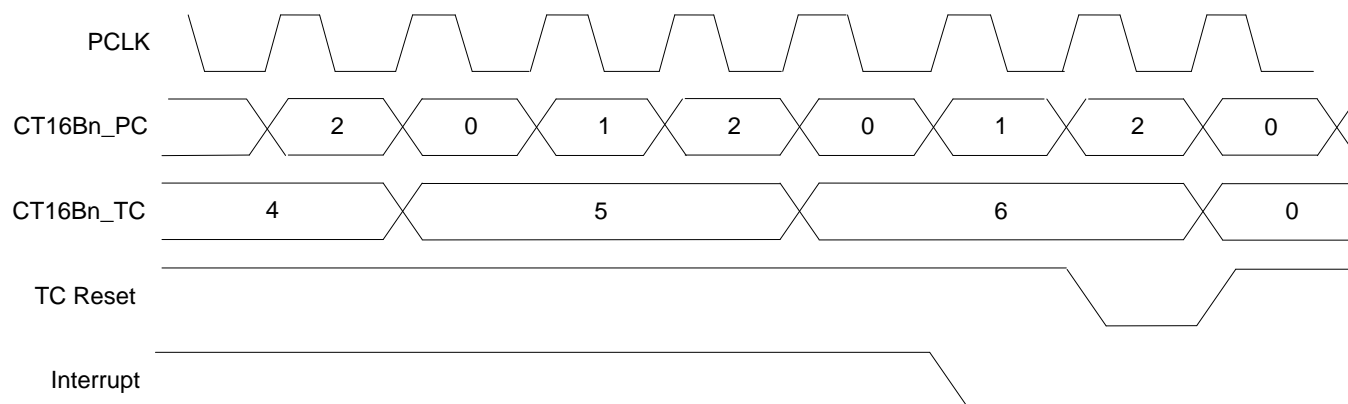 PCLK
CT16Bn_PC 2 0 1 2 0 1 2 0
CT16Bn_TC 4 5 6 0
TC Reset
Interrupt